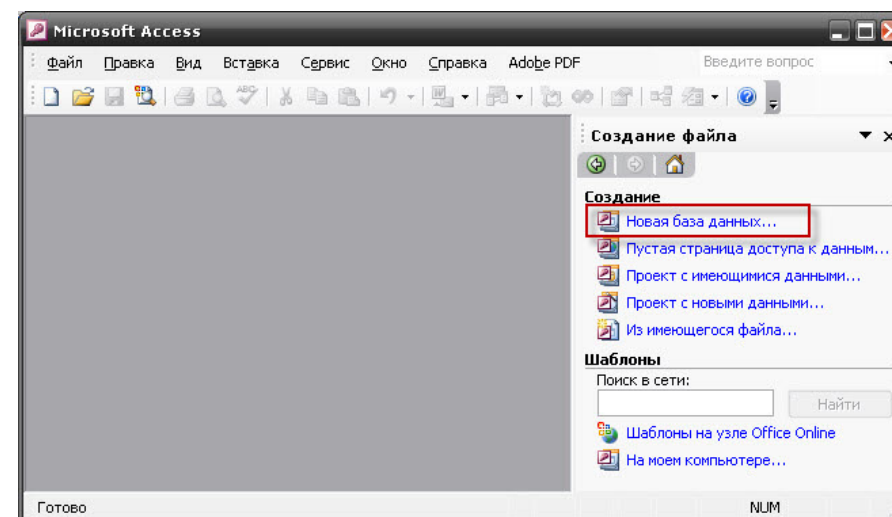 Microsoft Access
Файл Правка Вид Вставка Сервис Окно Справка Adobe PDF Введите вопрос
Создание файла
Создание
Новая база данных...
Пустая страница доступа к данным...
Проект с имеющимися данными...
Проект с новыми данными...
Из имеющегося файла...
Шаблоны
Поиск в сети:
Найти
Шаблоны на узле Office Online
На моем компьютере...
Готово NUM